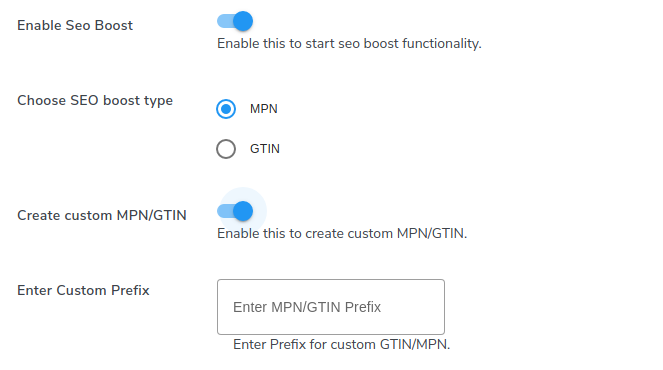 Enable Seo Boost
Enable this to start seo boost functionality.
Choose SEO boost type
MPN
GTIN
Create custom MPN/GTIN
Enable this to create custom MPN/GTIN.
Enter Custom Prefix
Enter MPN/GTIN Prefix
Enter Prefix for custom GTIN/MPN.